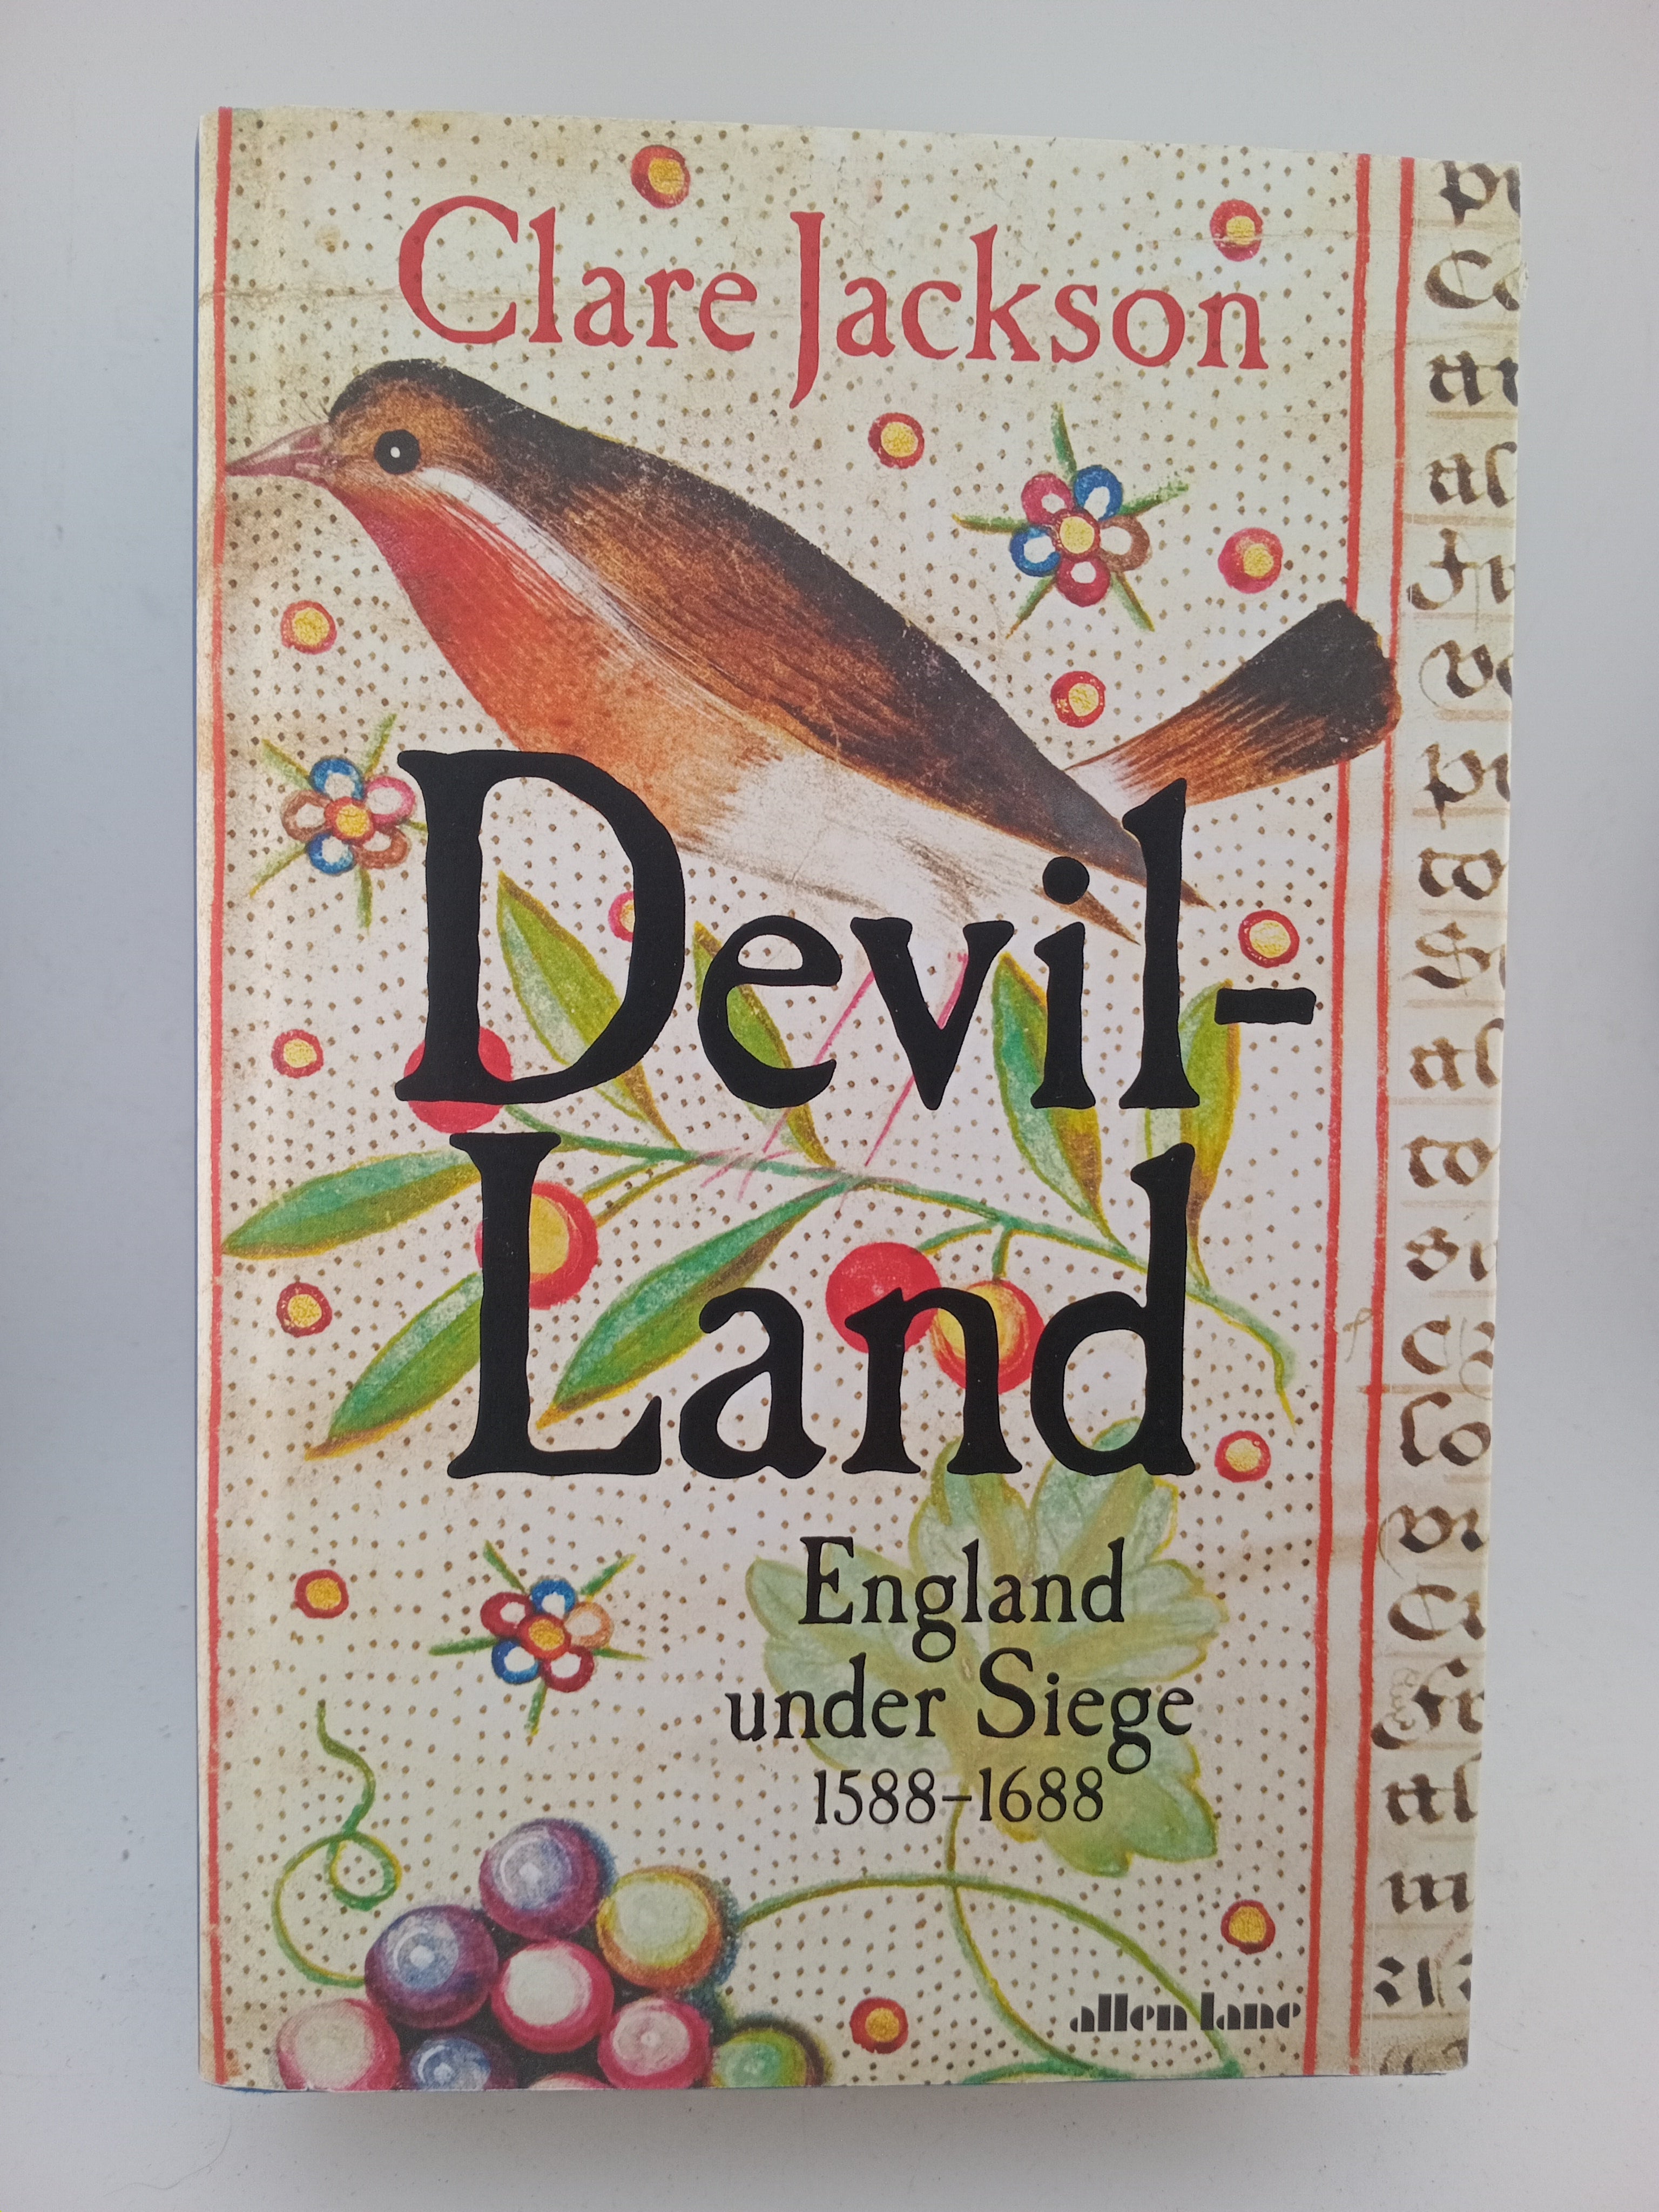 Clare Jackson
Devil-
Land
England
under Siege
1588–1688
allen lane